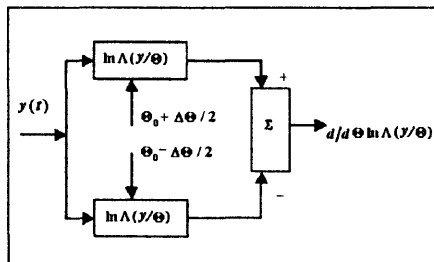 ln Λ(y/Θ)
y(t)
+
Θ₀ + ΔΘ/2
Σ
d/dΘ ln Λ(y/Θ)
Θ₀ − ΔΘ/2
−
ln Λ(y/Θ)